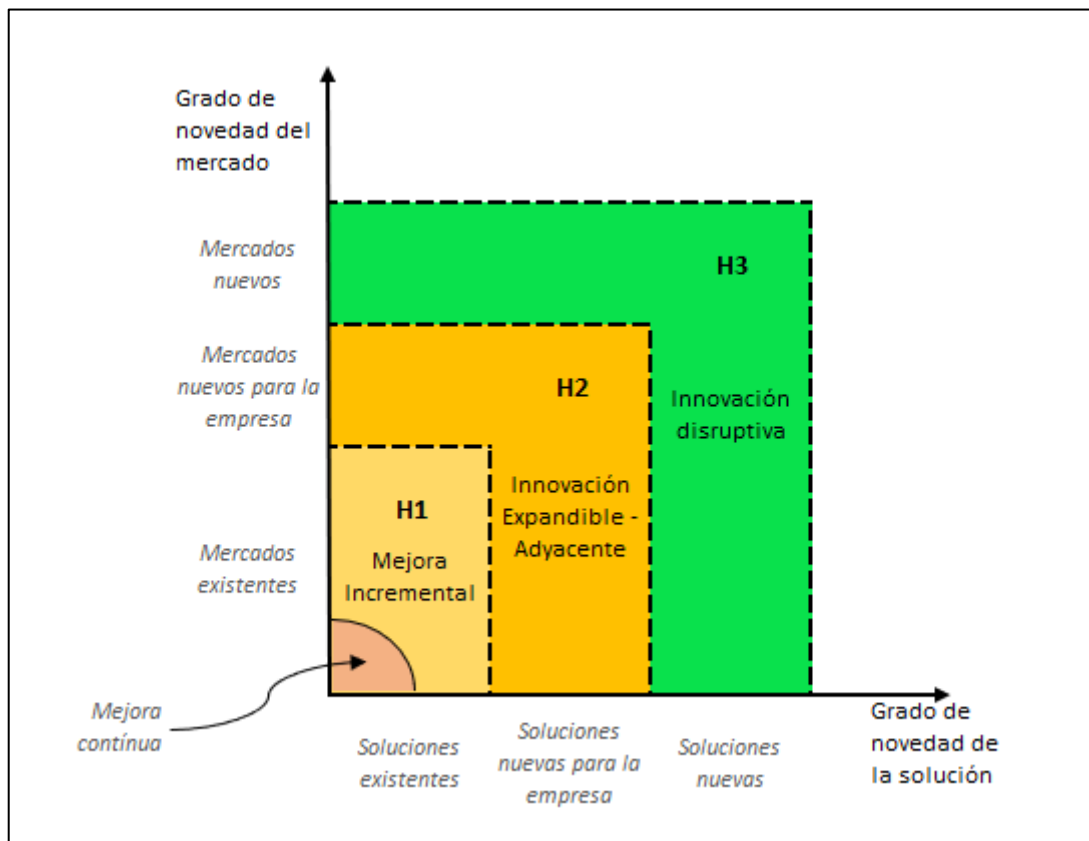 Grado de
novedad del
mercado
Mercados
nuevos
H3
Mercados
nuevos para la
empresa
H2
Innovación
disruptiva
H1
Innovación
Expandible -
Adyacente
Mercados
existentes
Mejora
Incremental
Mejora
contínua
Soluciones
existentes
Soluciones
nuevas para la
empresa
Soluciones
nuevas
Grado de
novedad de
la solución